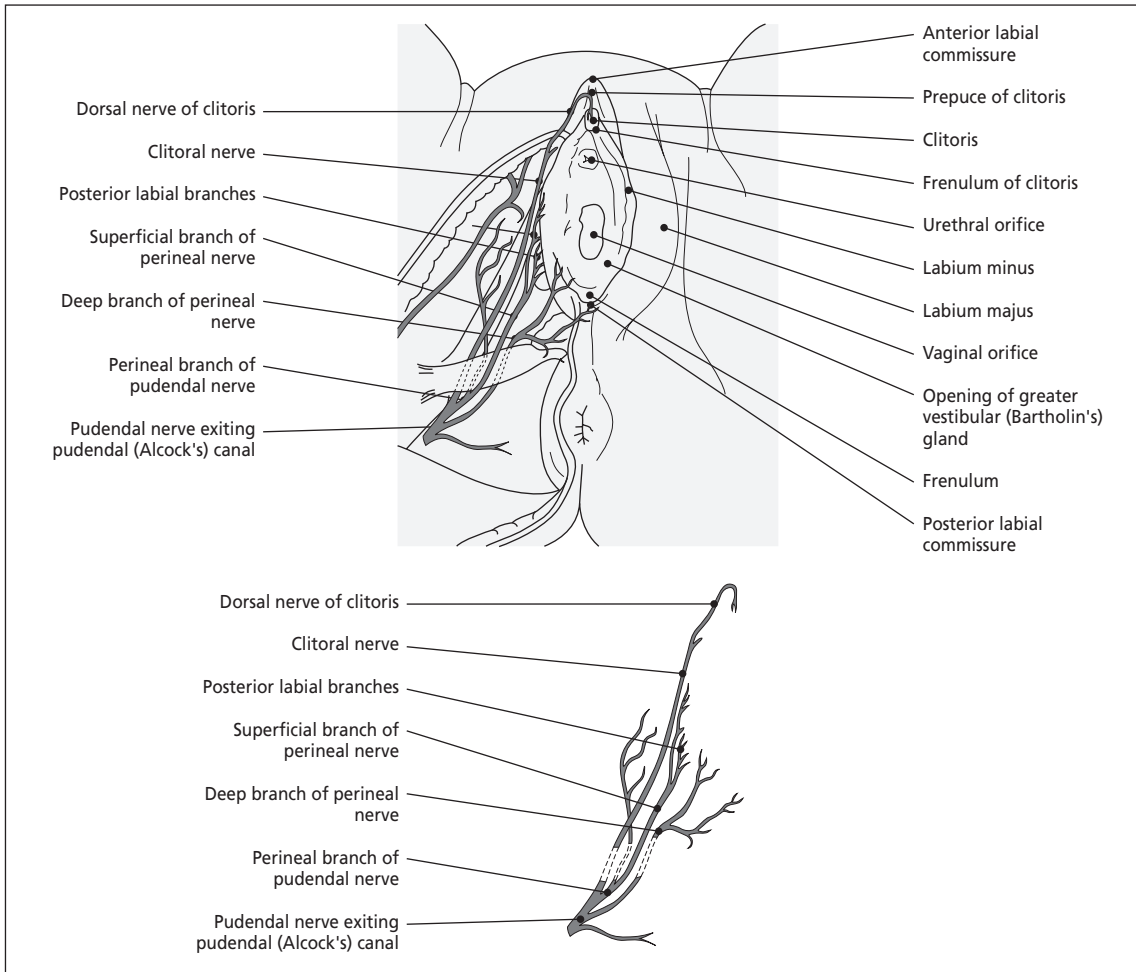 Dorsal nerve of clitoris
Clitoral nerve
Posterior labial branches
Superficial branch of
perineal nerve
Deep branch of perineal
nerve
Perineal branch of
pudendal nerve
Pudendal nerve exiting
pudendal (Alcock's) canal
Anterior labial
commissure
Prepuce of clitoris
Clitoris
Frenulum of clitoris
Urethral orifice
Labium minus
Labium majus
Vaginal orifice
Opening of greater
vestibular (Bartholin's)
gland
Frenulum
Posterior labial
commissure
Dorsal nerve of clitoris
Clitoral nerve
Posterior labial branches
Superficial branch of
perineal nerve
Deep branch of perineal
nerve
Perineal branch of
pudendal nerve
Pudendal nerve exiting
pudendal (Alcock's) canal